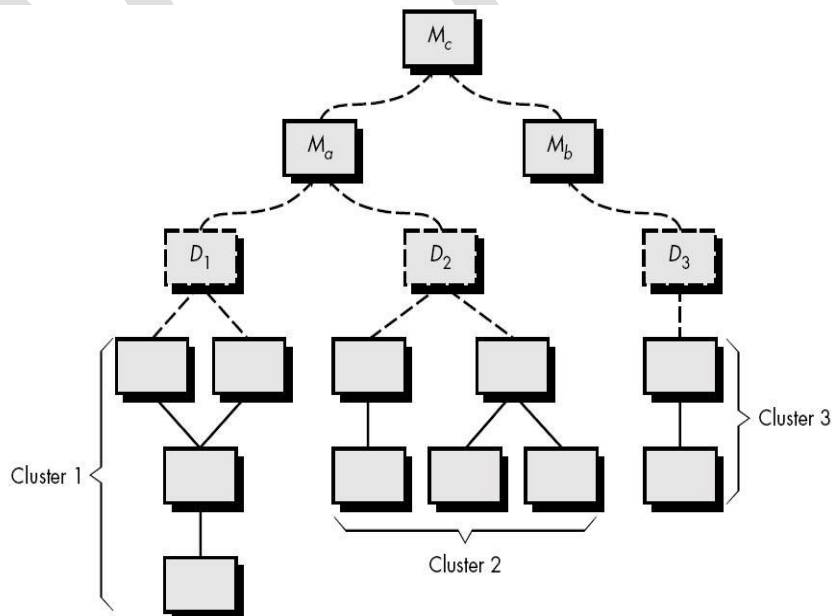 M_c
M_a
M_b
D_1
D_2
D_3
Cluster 1
Cluster 2
Cluster 3